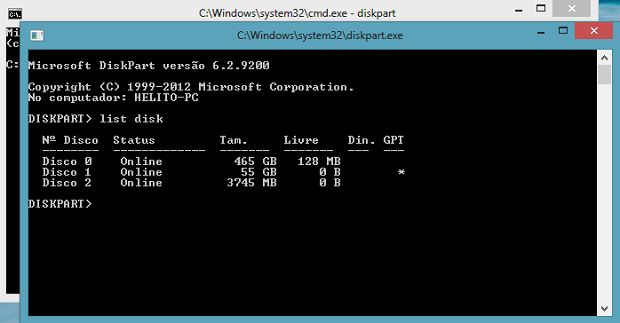 C:\Windows\system32\cmd.exe - diskpart
C:\Windows\system32\diskpart.exe
Microsoft DiskPart versão 6.2.9200
Copyright (C) 1999-2012 Microsoft Corporation.
No computador: HELITO-PC
DISKPART> list disk
Nº Disco  Status          Tam.     Livre    Din.  GPT
--------  -------------  -------  -------  ---  ---
Disco 0   Online          465 GB   128 MB
Disco 1   Online           55 GB     0 B         *
Disco 2   Online         3745 MB     0 B
DISKPART>